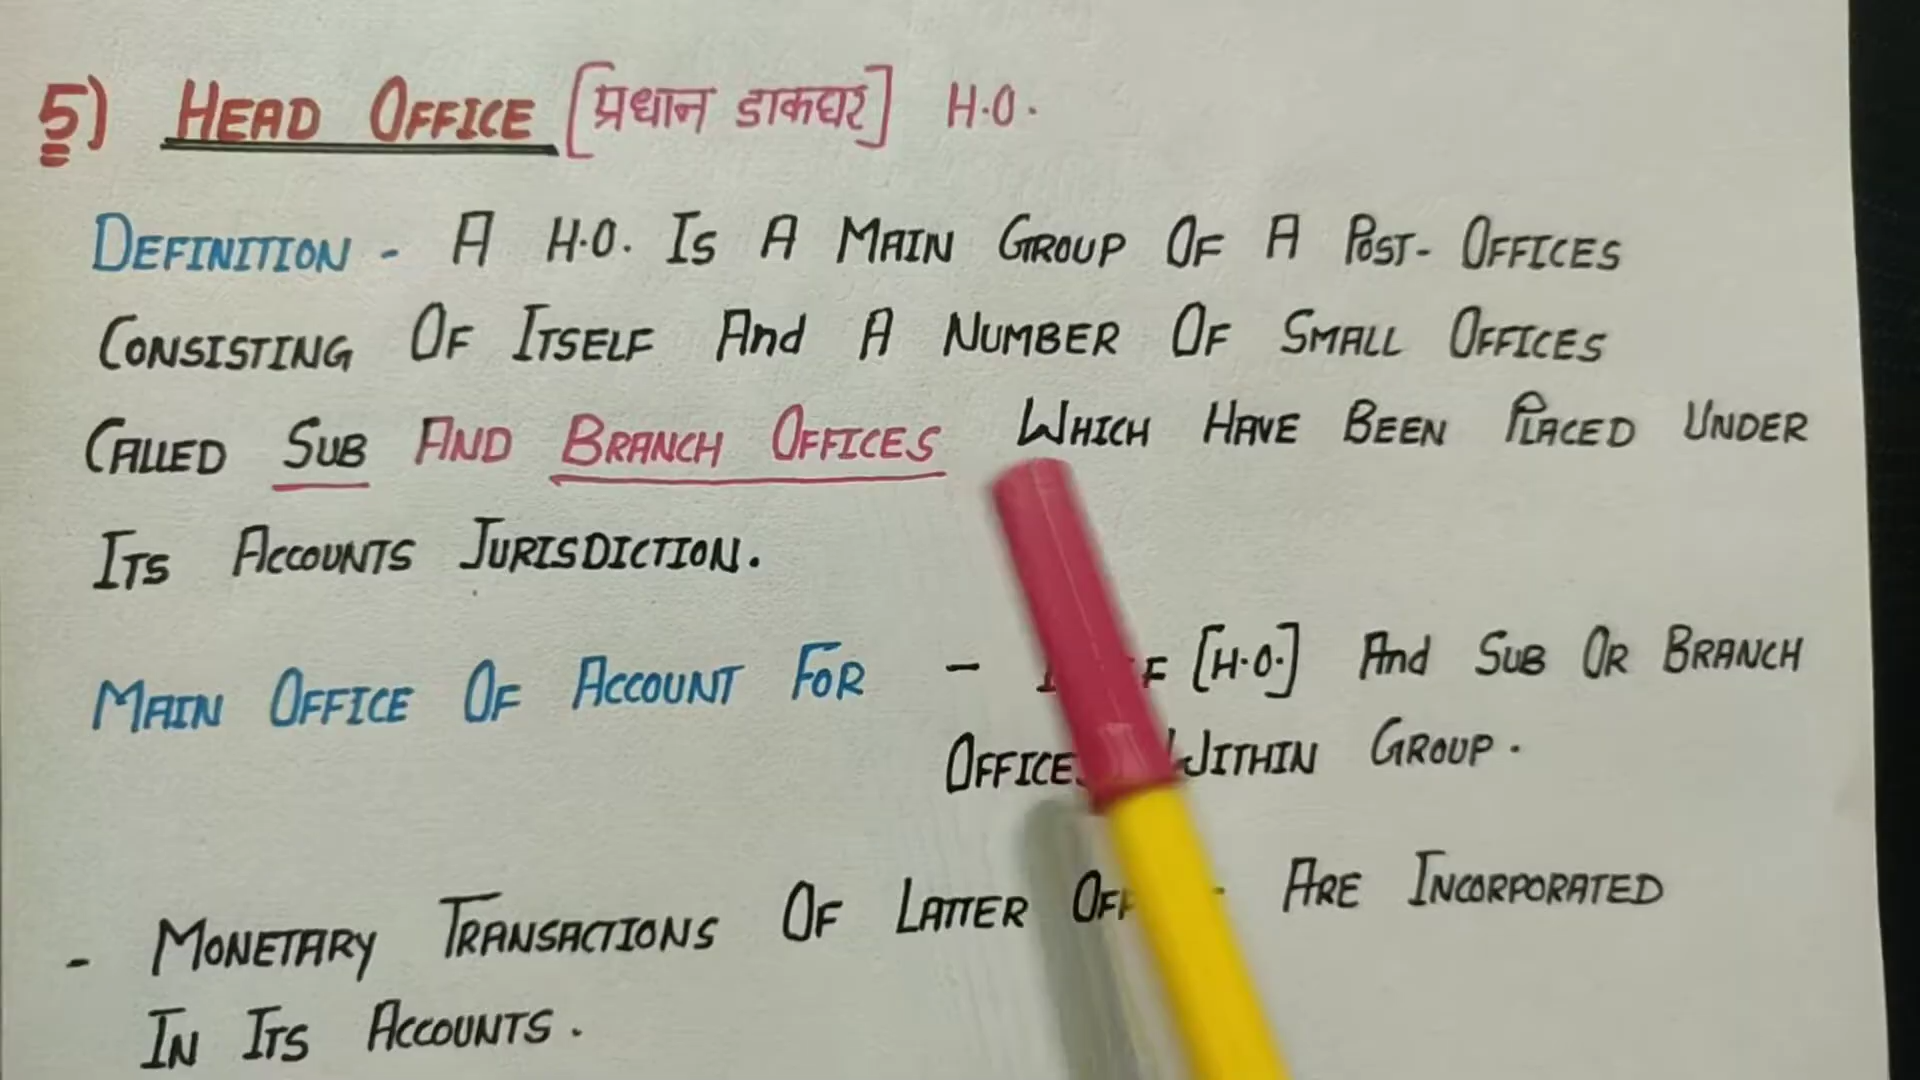 5) HEAD OFFICE [प्रधान डाकघर] H.O.
DEFINITION - A H.O. IS A MAIN GROUP OF A POST-OFFICES
CONSISTING OF ITSELF And A NUMBER OF SMALL OFFICES
CALLED SUB AND BRANCH OFFICES WHICH HAVE BEEN PLACED UNDER
ITS ACCOUNTS JURISDICTION.
MAIN OFFICE OF ACCOUNT FOR - [H.O.] And SUB OR BRANCH
OFFICES WITHIN GROUP.
- MONETARY TRANSACTIONS OF LATTER ARE INCORPORATED
IN ITS ACCOUNTS.